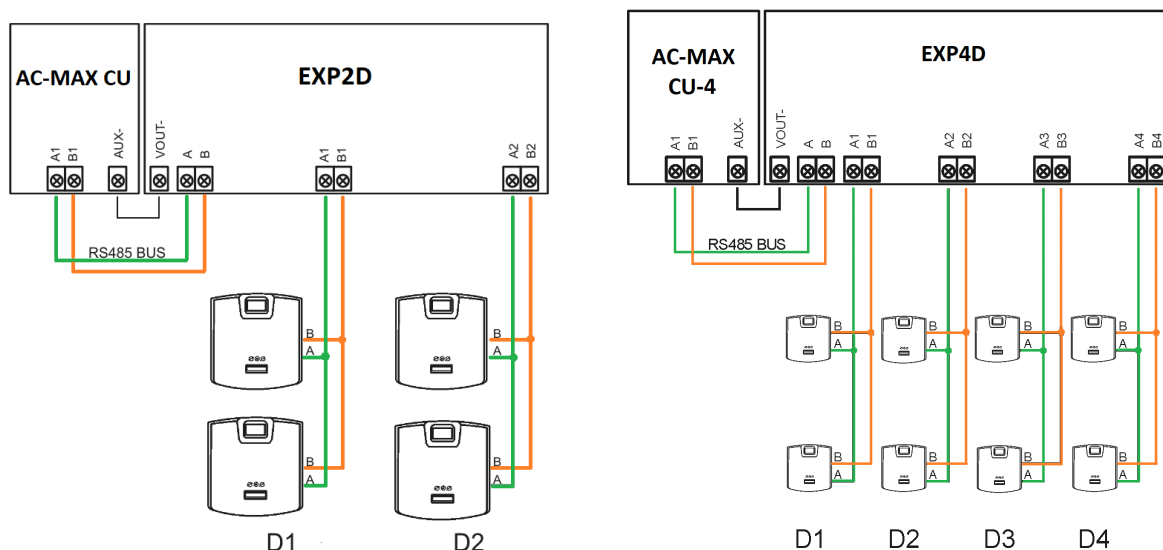 AC-MAX CU
EXP2D
A1
B1
AUX-
VOUT-
A
B
A1
B1
A2
B2
RS485 BUS
B
A
B
A
B
A
B
A
D1
D2
AC-MAX
CU-4
EXP4D
A1
B1
AUX-
VOUT-
A
B
A1
B1
A2
B2
A3
B3
A4
B4
RS485 BUS
B
A
B
A
B
A
B
A
B
A
B
A
B
A
B
A
D1
D2
D3
D4